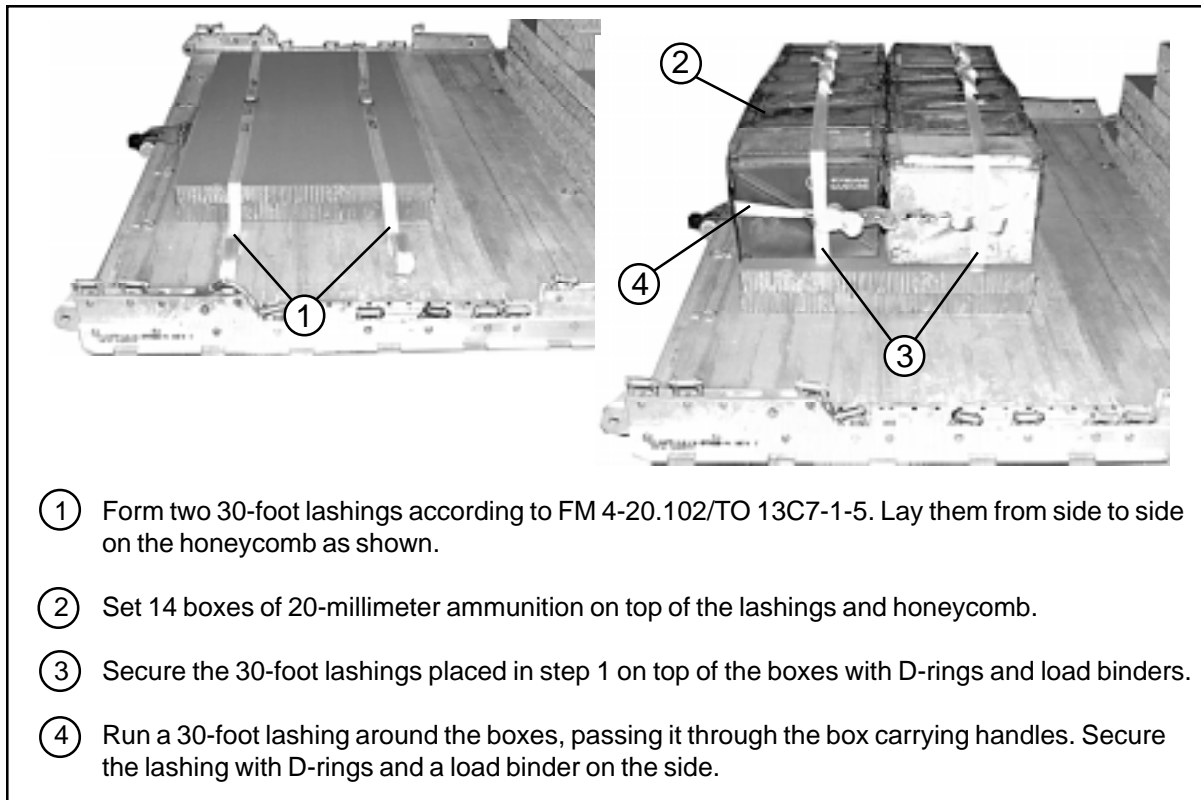 2
4
1
3
1 Form two 30-foot lashings according to FM 4-20.102/TO 13C7-1-5. Lay them from side to side
on the honeycomb as shown.
2 Set 14 boxes of 20-millimeter ammunition on top of the lashings and honeycomb.
3 Secure the 30-foot lashings placed in step 1 on top of the boxes with D-rings and load binders.
4 Run a 30-foot lashing around the boxes, passing it through the box carrying handles. Secure
the lashing with D-rings and a load binder on the side.